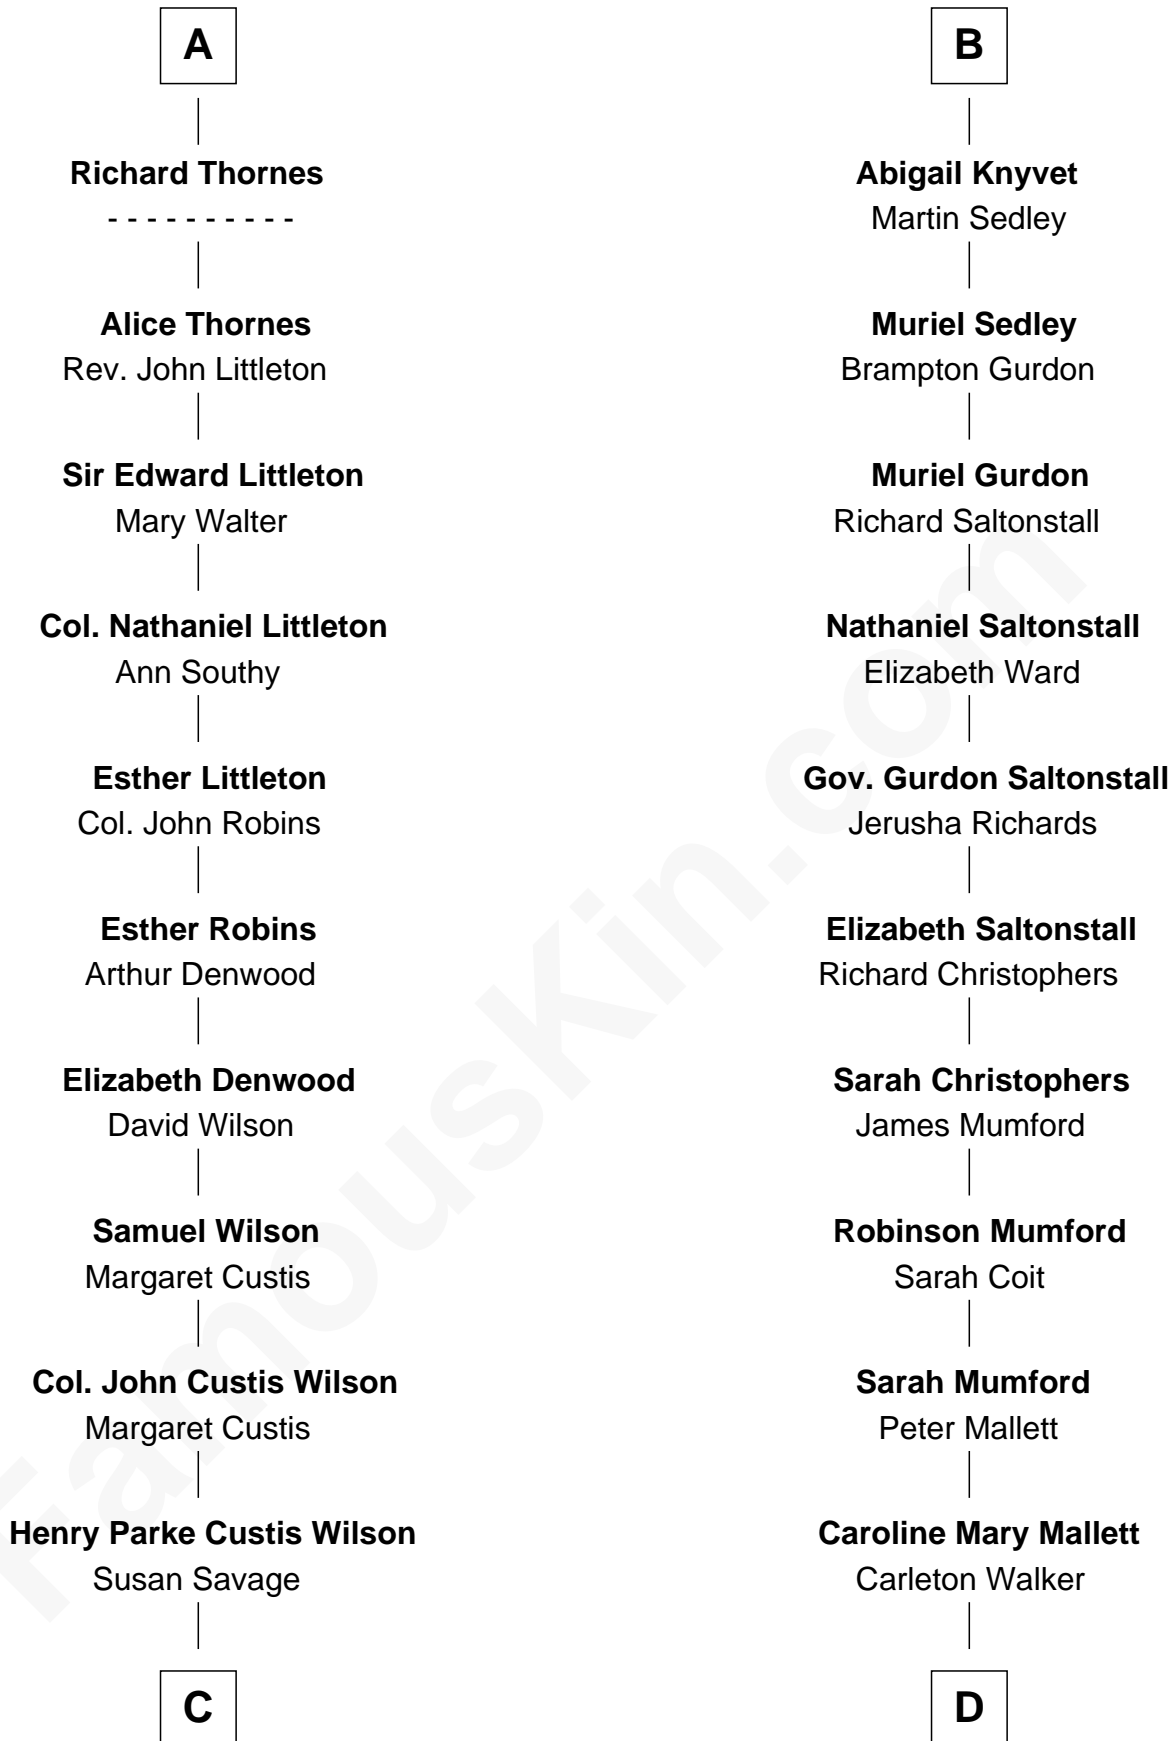 A
Richard Thornes
- - - - - - - - - -
Alice Thornes
Rev. John Littleton
Sir Edward Littleton
Mary Walter
Col. Nathaniel Littleton
Ann Southy
Esther Littleton
Col. John Robins
Esther Robins
Arthur Denwood
Elizabeth Denwood
David Wilson
Samuel Wilson
Margaret Custis
Col. John Custis Wilson
Margaret Custis
Henry Parke Custis Wilson
Susan Savage
C
B
Abigail Knyvet
Martin Sedley
Muriel Sedley
Brampton Gurdon
Muriel Gurdon
Richard Saltonstall
Nathaniel Saltonstall
Elizabeth Ward
Gov. Gurdon Saltonstall
Jerusha Richards
Elizabeth Saltonstall
Richard Christophers
Sarah Christophers
James Mumford
Robinson Mumford
Sarah Coit
Sarah Mumford
Peter Mallett
Caroline Mary Mallett
Carleton Walker
D
FamousKin.com